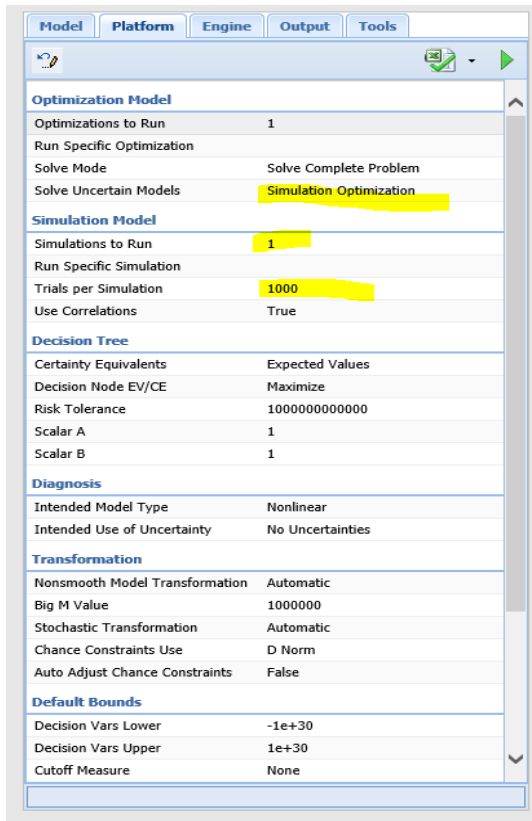 Model Platform Engine Output Tools
Optimization Model
Optimizations to Run 1
Run Specific Optimization
Solve Mode Solve Complete Problem
Solve Uncertain Models Simulation Optimization
Simulation Model
Simulations to Run 1
Run Specific Simulation
Trials per Simulation 1000
Use Correlations True
Decision Tree
Certainty Equivalents Expected Values
Decision Node EV/CE Maximize
Risk Tolerance 1000000000000
Scalar A 1
Scalar B 1
Diagnosis
Intended Model Type Nonlinear
Intended Use of Uncertainty No Uncertainties
Transformation
Nonsmooth Model Transformation Automatic
Big M Value 1000000
Stochastic Transformation Automatic
Chance Constraints Use D Norm
Auto Adjust Chance Constraints False
Default Bounds
Decision Vars Lower -1e+30
Decision Vars Upper 1e+30
Cutoff Measure None